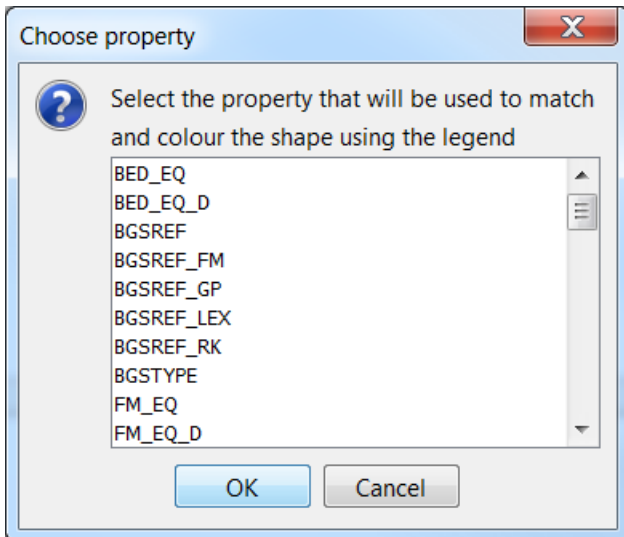 Choose property
Select the property that will be used to match
and colour the shape using the legend
BED_EQ
BED_EQ_D
BGSREF
BGSREF_FM
BGSREF_GP
BGSREF_LEX
BGSREF_RK
BGSTYPE
FM_EQ
FM_EQ_D
OK Cancel